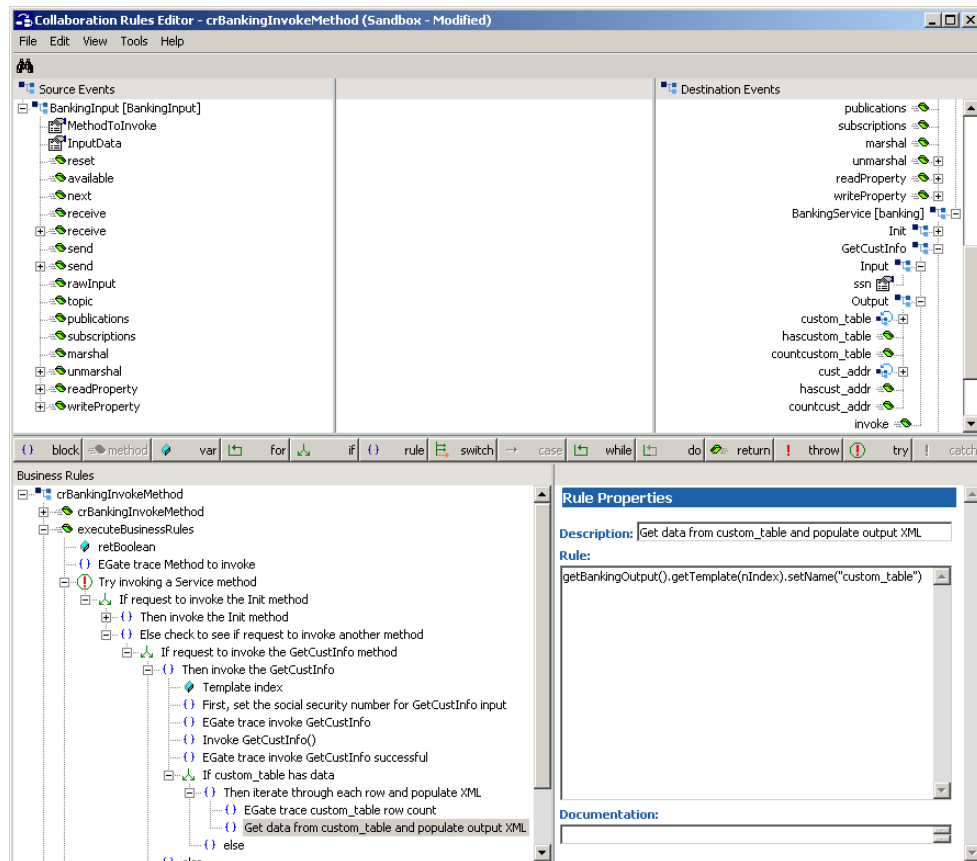 Collaboration Rules Editor - crBankingInvokeMethod (Sandbox - Modified)
File Edit View Tools Help
Source Events
BankingInput [BankingInput]
MethodToInvoke
InputData
reset
available
next
receive
receive
send
send
rawInput
topic
publications
subscriptions
marshal
unmarshal
readProperty
writeProperty
Destination Events
publications
subscriptions
marshal
unmarshal
readProperty
writeProperty
BankingService [banking]
Init
GetCustInfo
Input
ssn
Output
custom_table
hascustom_table
countcustom_table
cust_addr
hascust_addr
countcust_addr
invoke
{} block method var for if {} rule switch case while do return throw try catch
Business Rules
crBankingInvokeMethod
crBankingInvokeMethod
executeBusinessRules
retBoolean
{} EGate trace Method to invoke
Try invoking a Service method
If request to invoke the Init method
{} Then invoke the Init method
{} Else check to see if request to invoke another method
If request to invoke the GetCustInfo method
{} Then invoke the GetCustInfo
Template index
{} First, set the social security number for GetCustInfo input
{} EGate trace invoke GetCustInfo
{} Invoke GetCustInfo()
{} EGate trace invoke GetCustInfo successful
If custom_table has data
{} Then iterate through each row and populate XML
{} EGate trace custom_table row count
{} Get data from custom_table and populate output XML
{} else
{} else
Rule Properties
Description: Get data from custom_table and populate output XML
Rule:
getBankingOutput().getTemplate(nIndex).setName("custom_table")
Documentation: